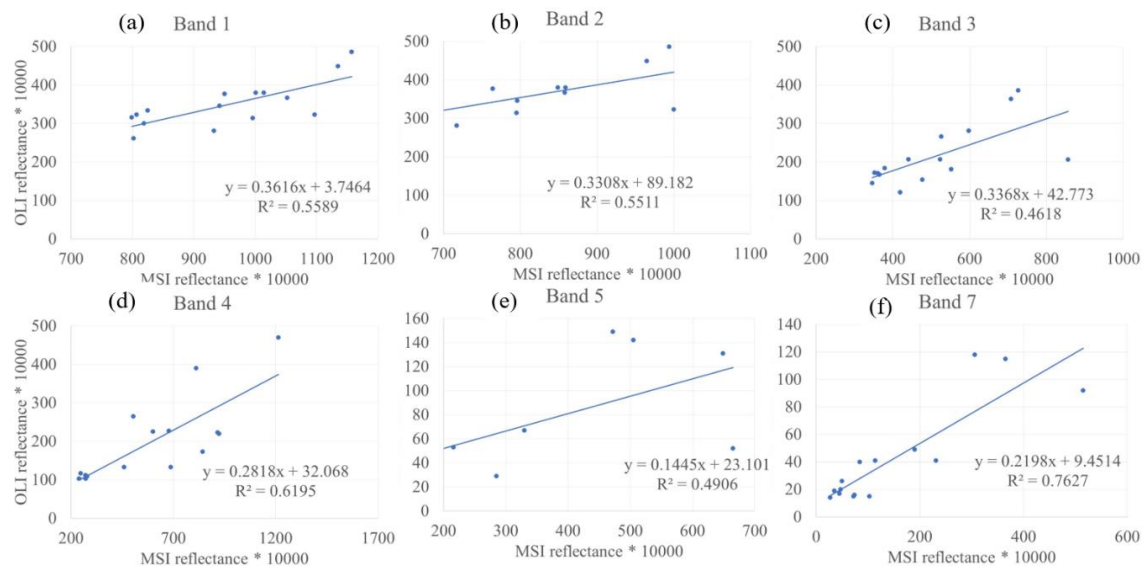 (a) Band 1
500
400
300
200
100
0
700 800 900 1000 1100 1200
OLI reflectance * 10000
MSI reflectance * 10000
y = 0.3616x + 3.7464
R² = 0.5589
(b) Band 2
500
400
300
200
100
0
700 800 900 1000 1100
MSI reflectance * 10000
y = 0.3308x + 89.182
R² = 0.5511
(c) Band 3
500
400
300
200
100
0
200 400 600 800 1000
MSI reflectance * 10000
y = 0.3368x + 42.773
R² = 0.4618
(d) Band 4
500
400
300
200
100
0
200 700 1200 1700
OLI reflectance * 10000
MSI reflectance * 10000
y = 0.2818x + 32.068
R² = 0.6195
(e) Band 5
160
140
120
100
80
60
40
20
0
200 300 400 500 600 700
MSI reflectance * 10000
y = 0.1445x + 23.101
R² = 0.4906
(f) Band 7
140
120
100
80
60
40
20
0
0 200 400 600
MSI reflectance * 10000
y = 0.2198x + 9.4514
R² = 0.7627